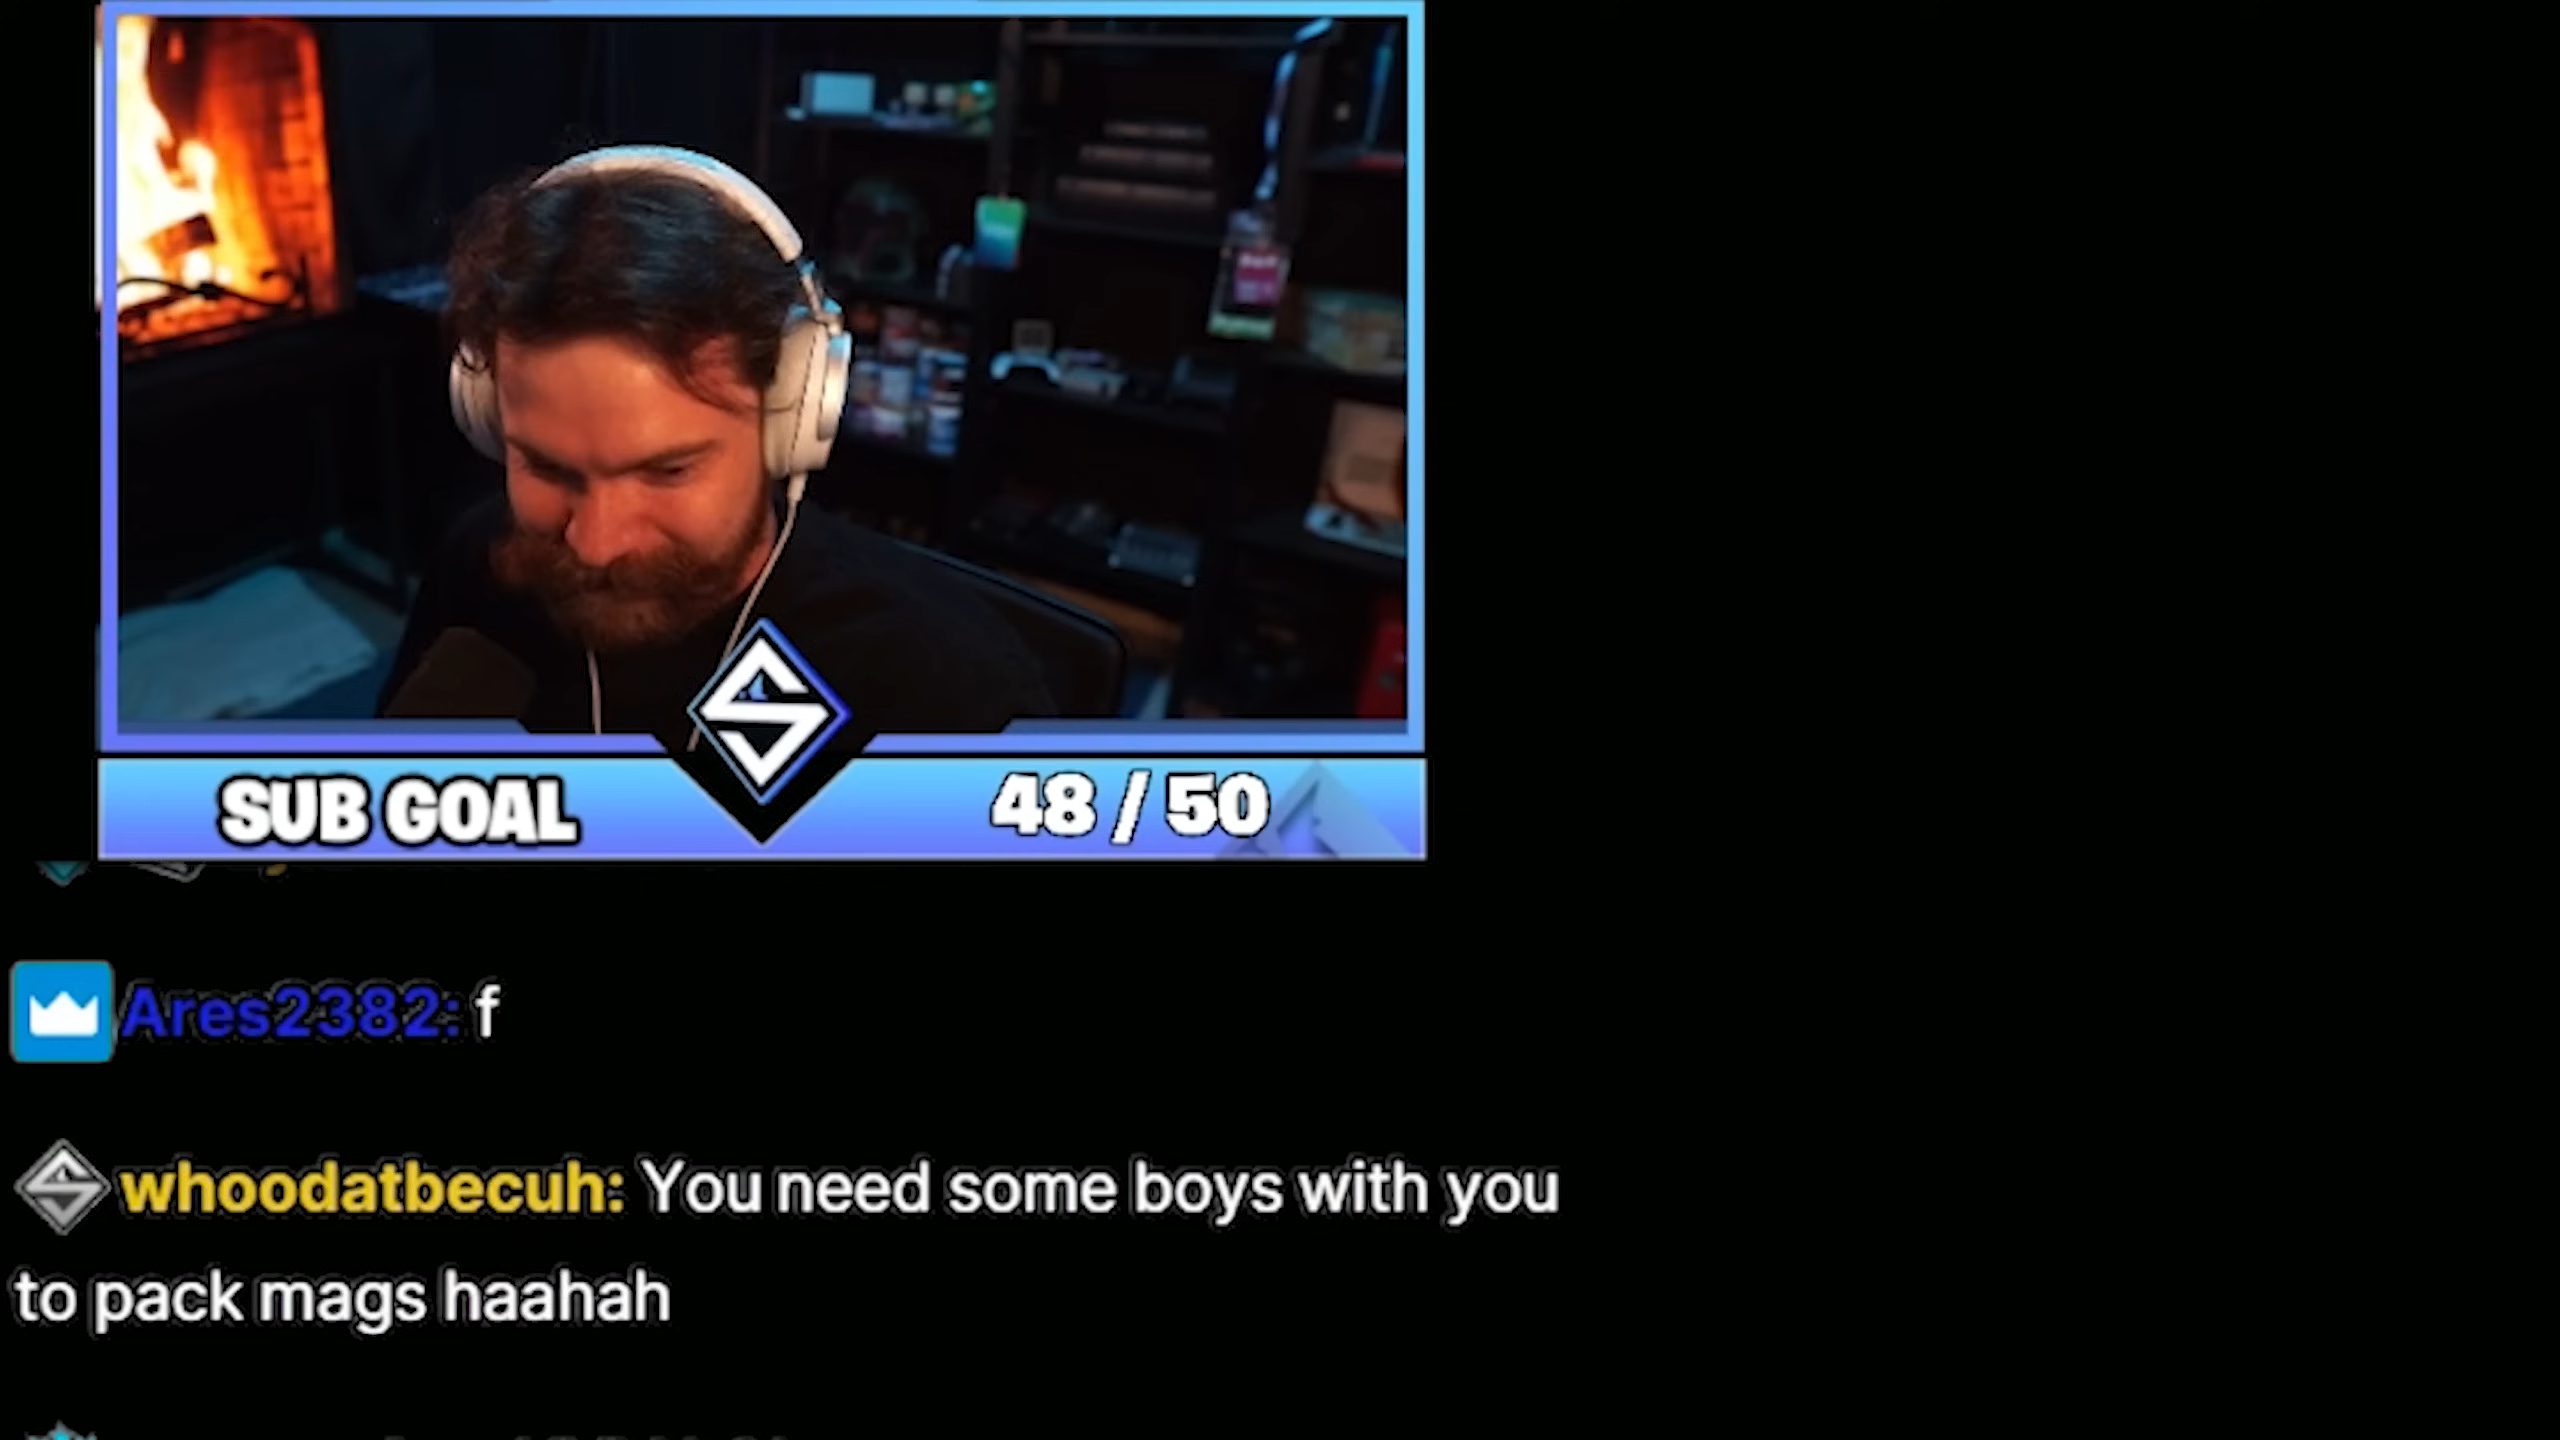 SUB GOAL
48 / 50
Ares2382: f
whoodatbecuh: You need some boys with you
to pack mags haahah